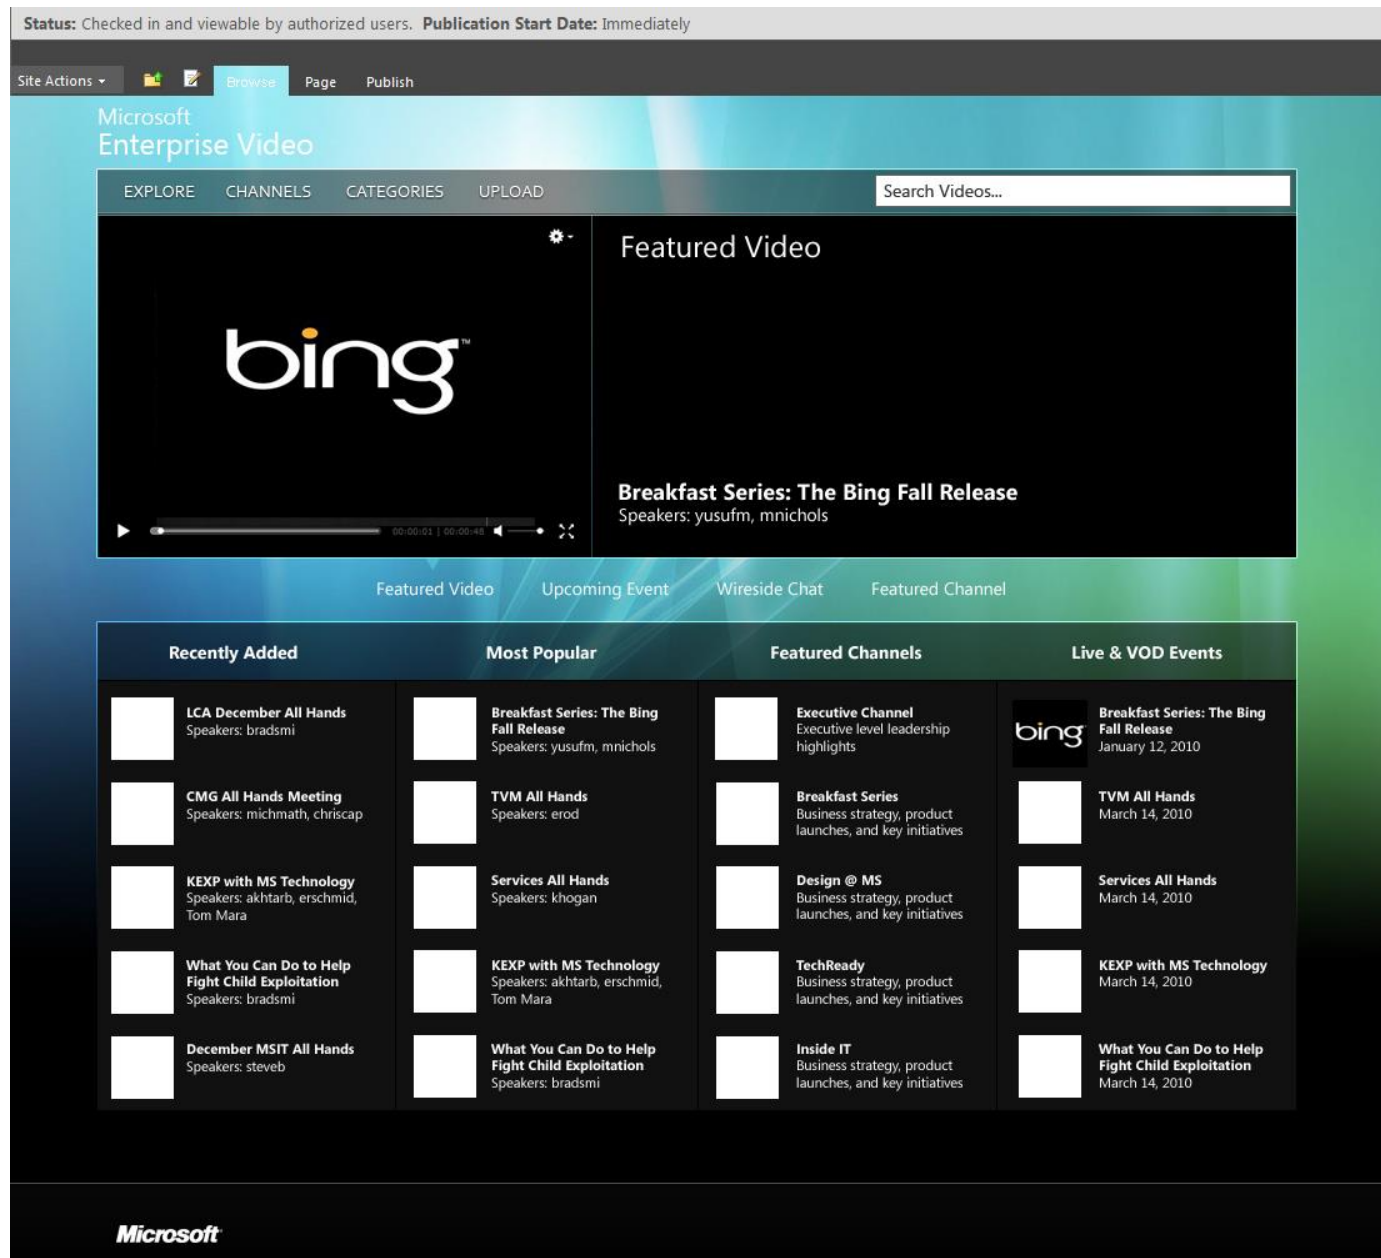 Status: Checked in and viewable by authorized users. Publication Start Date: Immediately
Site Actions
Browse
Page
Publish
Microsoft
Enterprise Video
EXPLORE
CHANNELS
CATEGORIES
UPLOAD
Search Videos...
bing™
00:00:01 | 00:00:48
Featured Video
Breakfast Series: The Bing Fall Release
Speakers: yusufm, mnichols
Featured Video
Upcoming Event
Wireside Chat
Featured Channel
Recently Added
LCA December All Hands
Speakers: bradsmi
CMG All Hands Meeting
Speakers: michmath, chriscap
KEXP with MS Technology
Speakers: akhtarb, erschmid,
Tom Mara
What You Can Do to Help
Fight Child Exploitation
Speakers: bradsmi
December MSIT All Hands
Speakers: steveb
Most Popular
Breakfast Series: The Bing
Fall Release
Speakers: yusufm, mnichols
TVM All Hands
Speakers: erod
Services All Hands
Speakers: khogan
KEXP with MS Technology
Speakers: akhtarb, erschmid,
Tom Mara
What You Can Do to Help
Fight Child Exploitation
Speakers: bradsmi
Featured Channels
Executive Channel
Executive level leadership
highlights
Breakfast Series
Business strategy, product
launches, and key initiatives
Design @ MS
Business strategy, product
launches, and key initiatives
TechReady
Business strategy, product
launches, and key initiatives
Inside IT
Business strategy, product
launches, and key initiatives
Live & VOD Events
bing
Breakfast Series: The Bing
Fall Release
January 12, 2010
TVM All Hands
March 14, 2010
Services All Hands
March 14, 2010
KEXP with MS Technology
March 14, 2010
What You Can Do to Help
Fight Child Exploitation
March 14, 2010
Microsoft